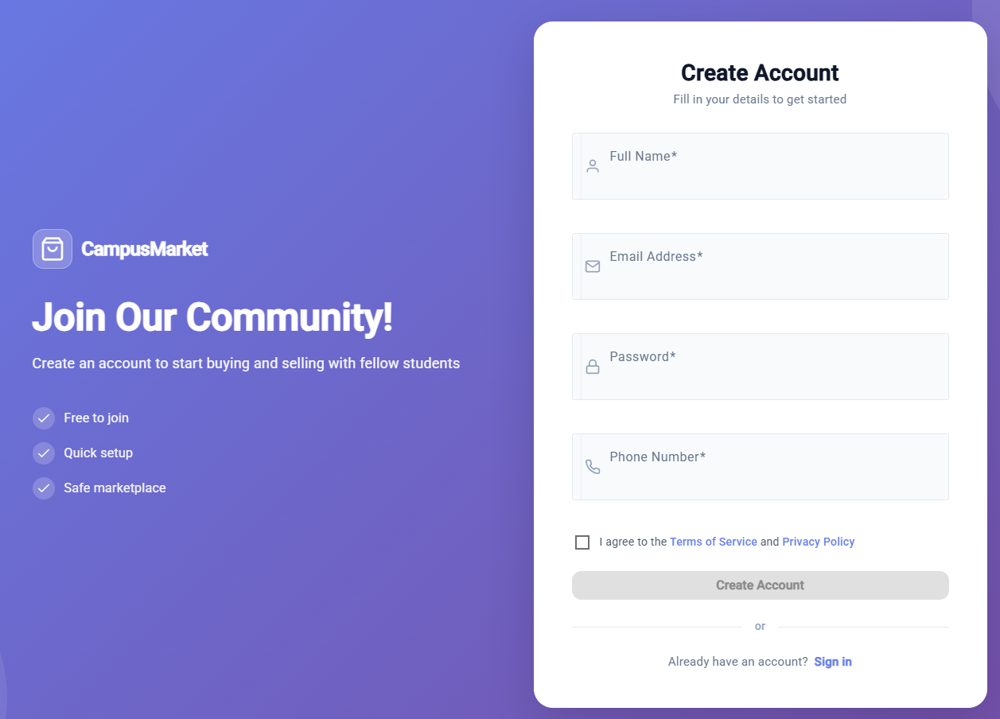 CampusMarket
Join Our Community!
Create an account to start buying and selling with fellow students
Free to join
Quick setup
Safe marketplace
Create Account
Fill in your details to get started
Full Name*
Email Address*
Password*
Phone Number*
I agree to the Terms of Service and Privacy Policy
Create Account
or
Already have an account? Sign in